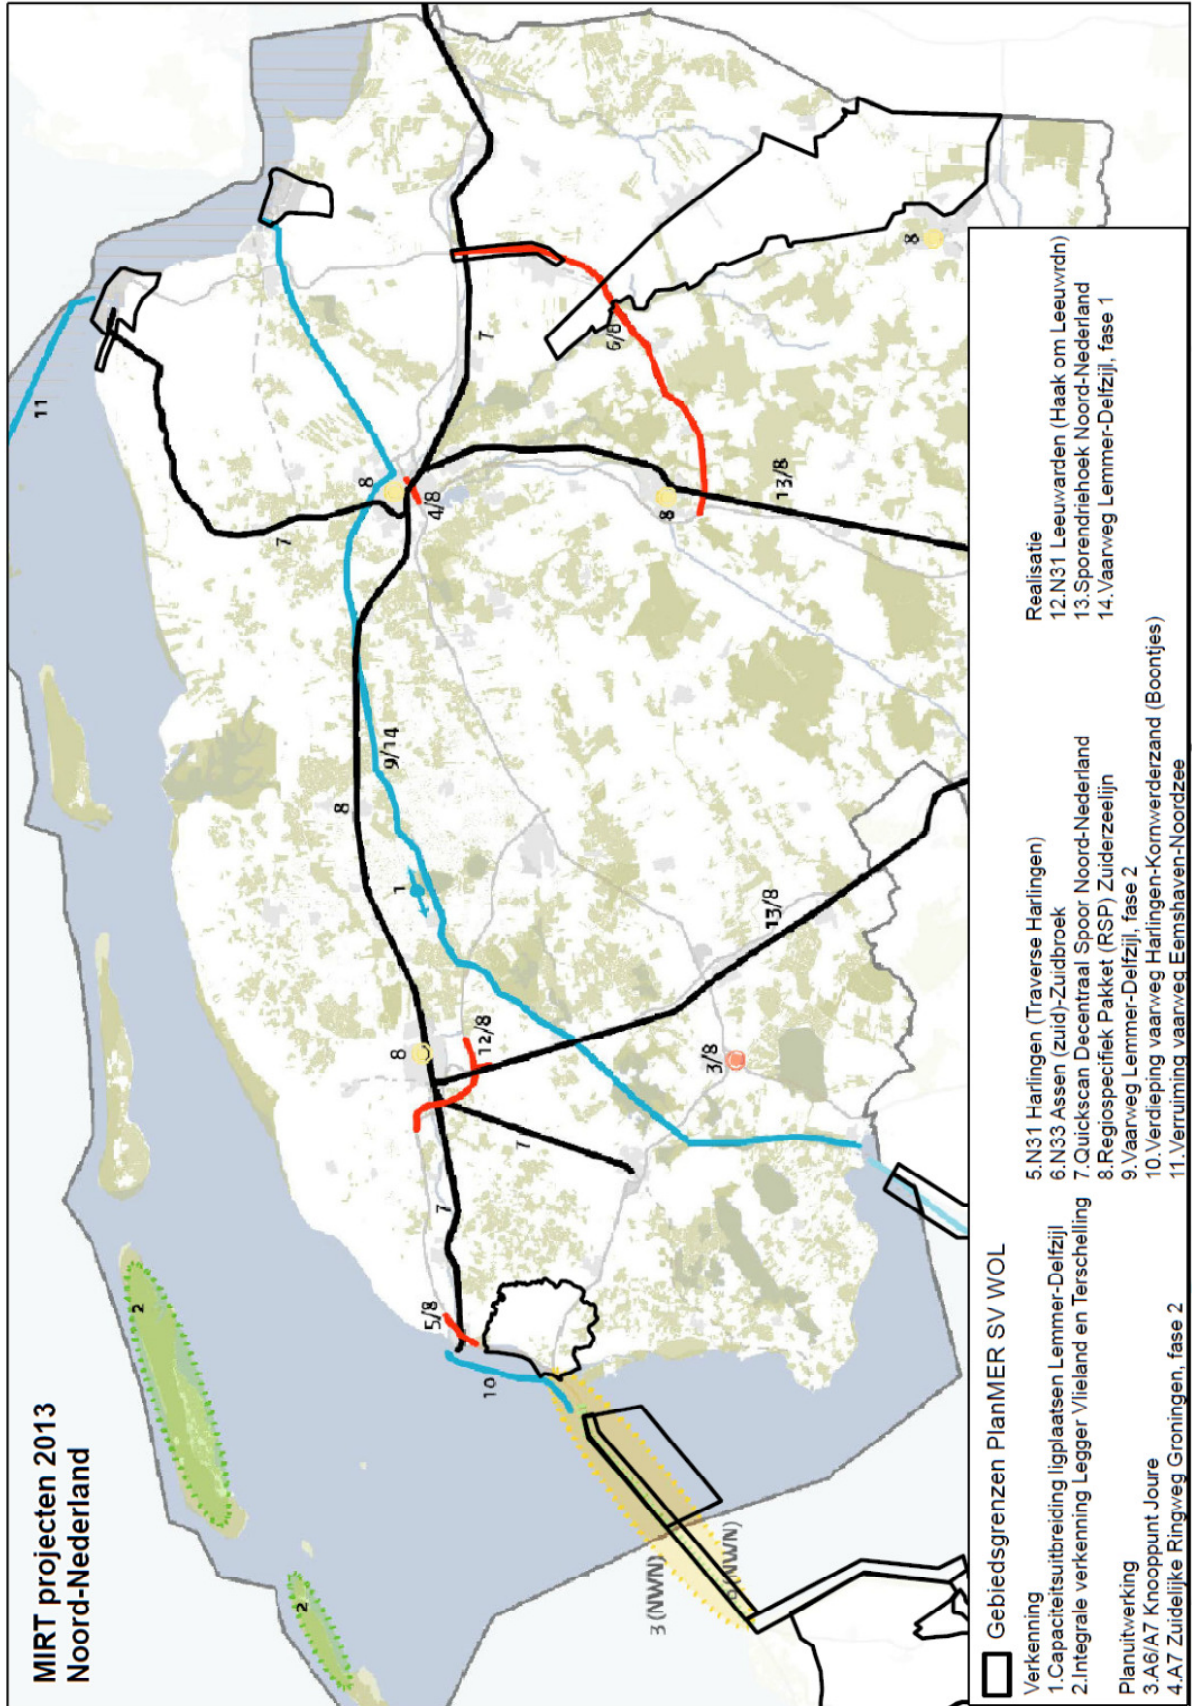 MIRT projecten 2013
Noord-Nederland
2
2
11
7
8
4/8
7
6/8
8
8
13/8
8
9/14
1
8
12/8
13/8
3/8
7
7
5/8
10
3 (NWN)
(NWN)
Gebiedsgrenzen PlanMER SV WOL
Verkenning
1.Capaciteitsuitbreiding ligplaatsen Lemmer-Delfzijl
2.Integrale verkenning Legger Vlieland en Terschelling
Planuitwerking
3.A6/A7 Knooppunt Joure
4.A7 Zuidelijke Ringweg Groningen, fase 2
5.N31 Harlingen (Traverse Harlingen)
6.N33 Assen (zuid)-Zuidbroek
7.Quickscan Decentraal Spoor Noord-Nederland
8.Regiospecifiek Pakket (RSP) Zuiderzeelijn
9.Vaarweg Lemmer-Delfzijl, fase 2
10.Verdieping vaarweg Harlingen-Kornwerderzand (Boontjes)
11.Verruiming vaarweg Eemshaven-Noordzee
Realisatie
12.N31 Leeuwarden (Haak om Leeuwrdn)
13.Sporendriehoek Noord-Nederland
14.Vaarweg Lemmer-Delfzijl, fase 1